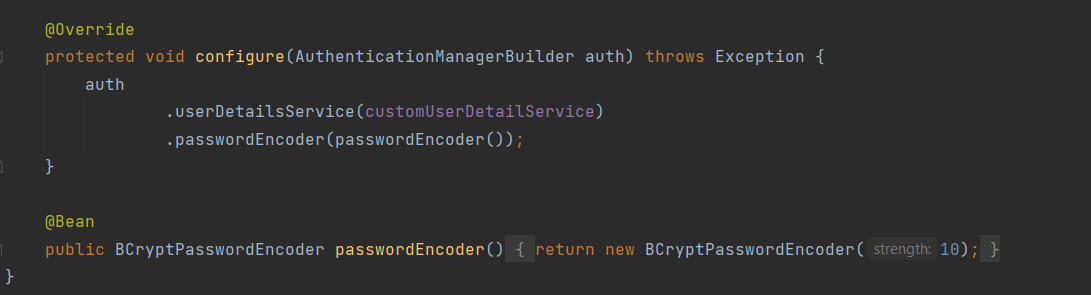 @Override
protected void configure(AuthenticationManagerBuilder auth) throws Exception {
auth
.userDetailsService(customUserDetailService)
.passwordEncoder(passwordEncoder());
}
@Bean
public BCryptPasswordEncoder passwordEncoder() { return new BCryptPasswordEncoder( strength: 10); }
}